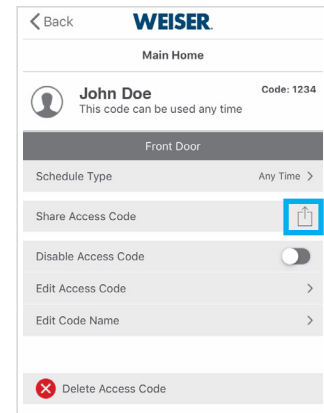 Back
WEISER
Main Home
John Doe
Code: 1234
This code can be used any time
Front Door
Schedule Type
Any Time
Share Access Code
Disable Access Code
Edit Access Code
Edit Code Name
Delete Access Code